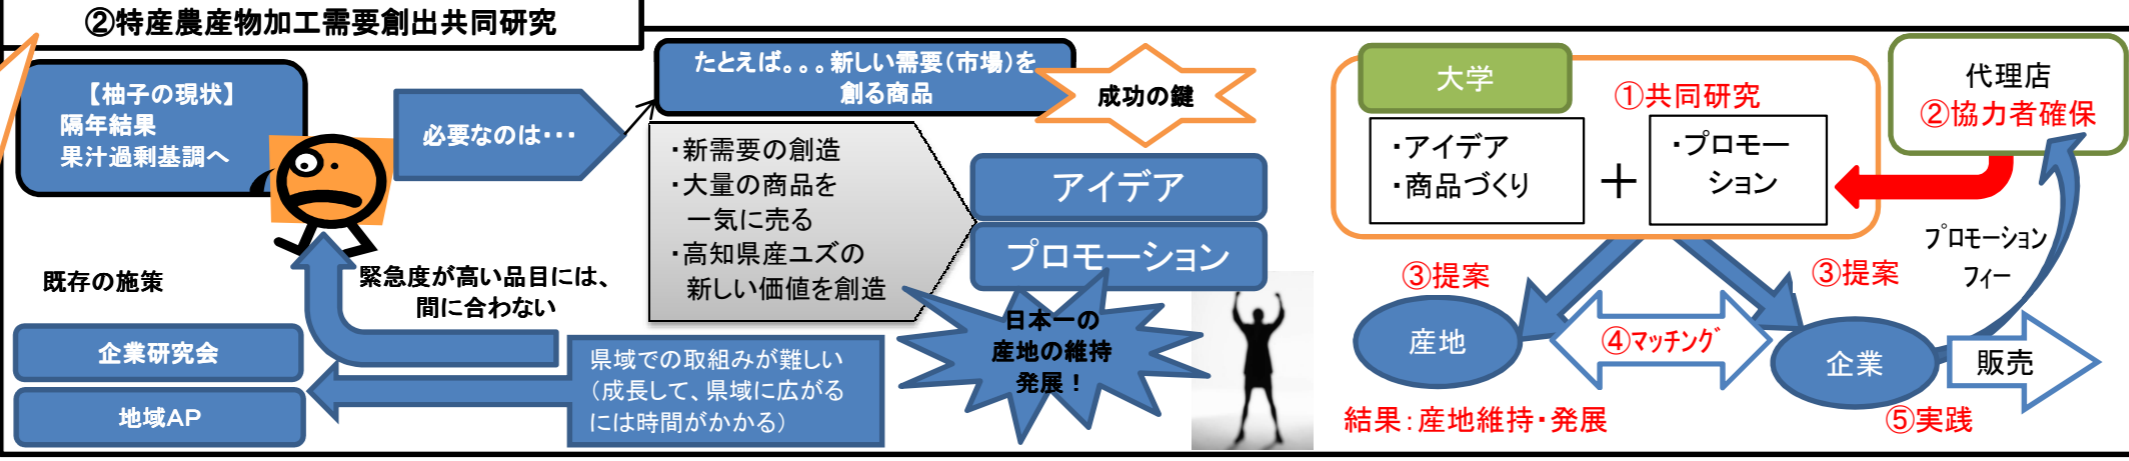 ②特産農産物加工需要創出共同研究
【柚子の現状】
隔年結果
果汁過剰基調へ
必要なのは・・・
たとえば。。。新しい需要（市場）を
創る商品
成功の鍵
・新需要の創造
・大量の商品を
一気に売る
・高知県産ユズの
新しい価値を創造
アイデア
プロモーション
日本一の
産地の維持
発展！
既存の施策
緊急度が高い品目には、
間に合わない
企業研究会
地域AP
県域での取組みが難しい
（成長して、県域に広がる
には時間がかかる）
大学
①共同研究
・アイデア
・商品づくり
＋
・プロモー
ション
代理店
②協力者確保
プロモーション
フィー
③提案
③提案
産地
④マッチング
企業
販売
⑤実践
結果：産地維持・発展